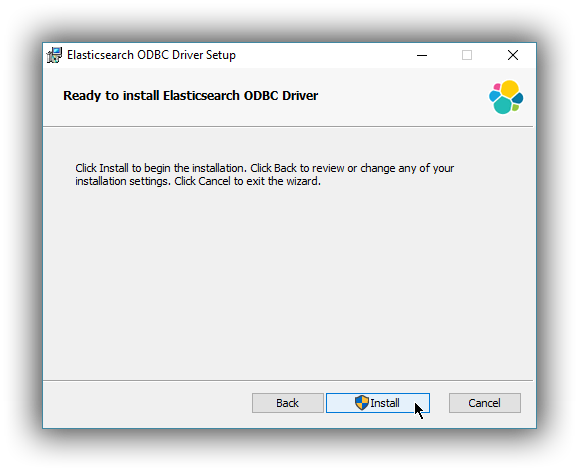 Elasticsearch ODBC Driver Setup
Ready to install Elasticsearch ODBC Driver
Click Install to begin the installation. Click Back to review or change any of your
installation settings. Click Cancel to exit the wizard.
Back
Install
Cancel